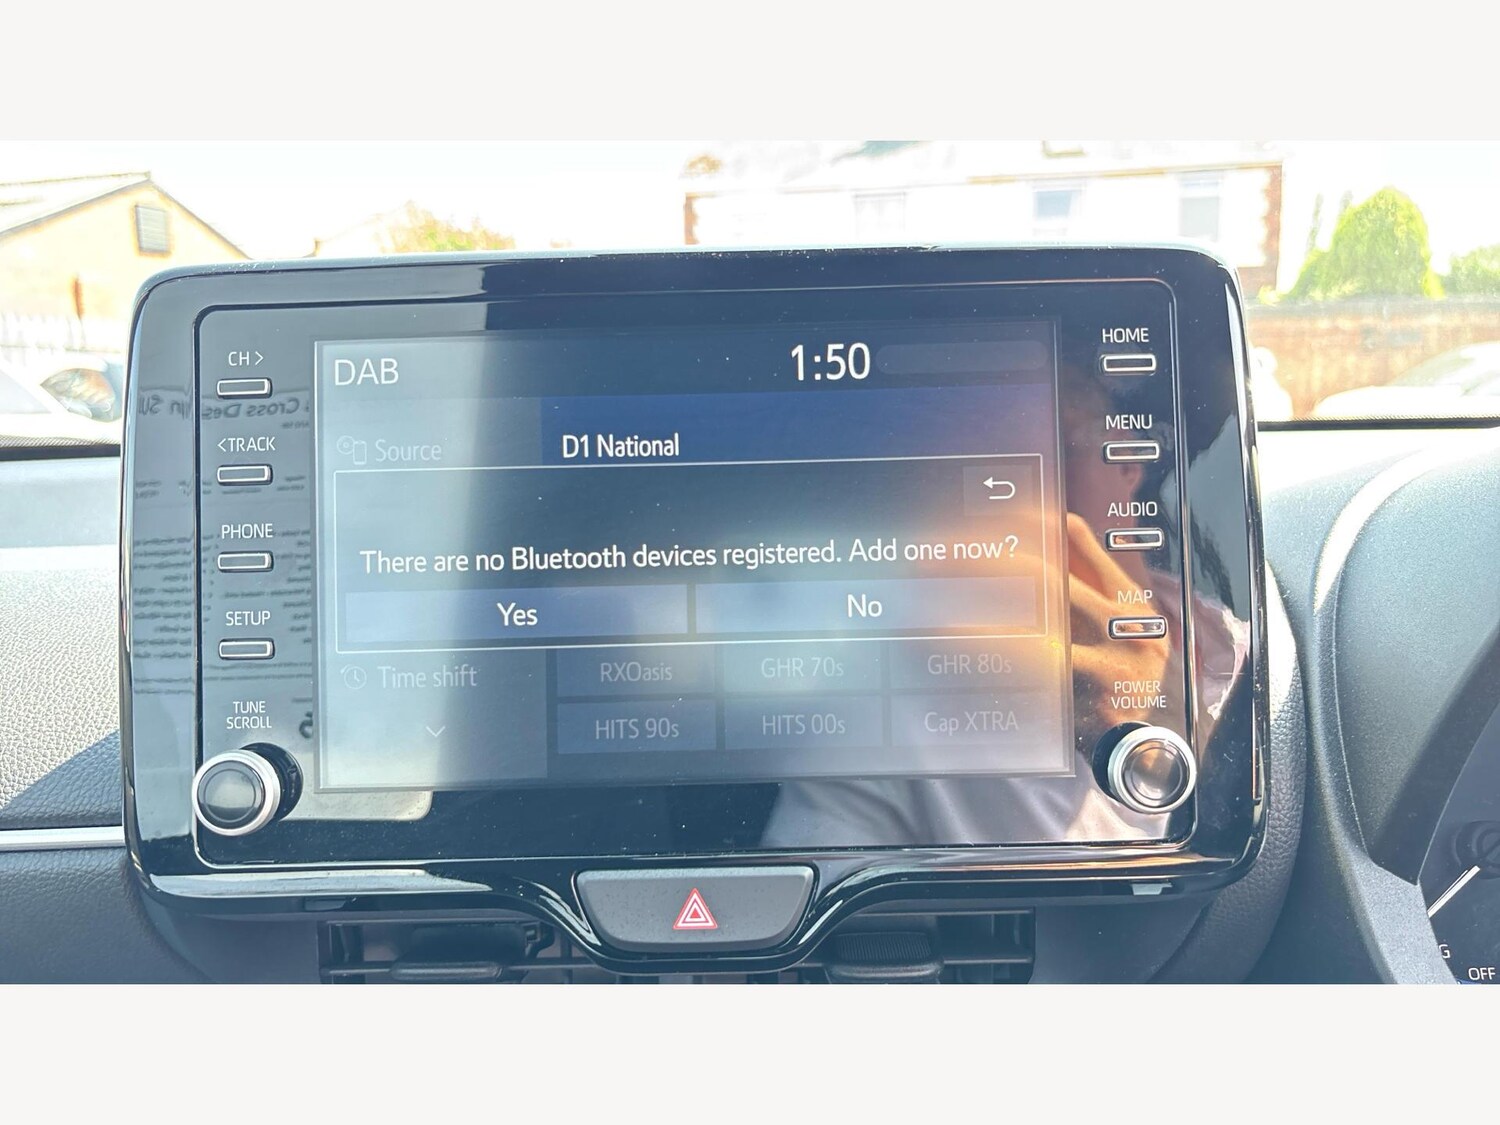 CH >
<TRACK
PHONE
SETUP
TUNE
SCROLL
DAB
1:50
Source
D1 National
There are no Bluetooth devices registered. Add one now?
Yes
No
Time shift
RXOasis
GHR 70s
GHR 80s
HITS 90s
HITS 00s
Cap XTRA
HOME
MENU
AUDIO
MAP
POWER
VOLUME
OFF